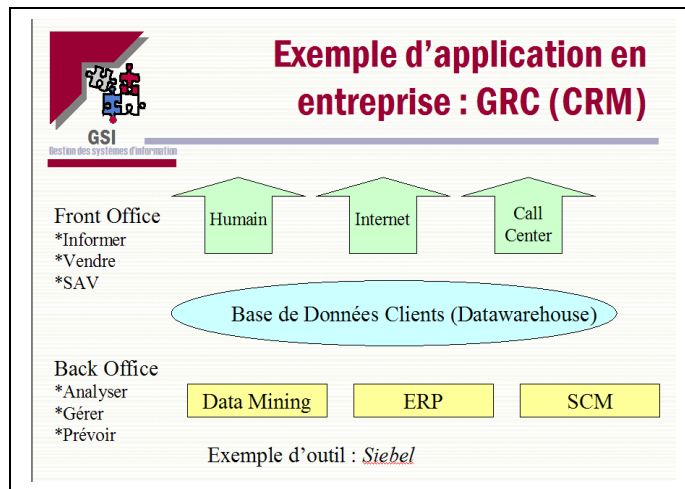 Exemple d'application en
entreprise : GRC (CRM)
GSI
Gestion des systèmes d'information
Front Office
*Informer
*Vendre
*SAV
Humain
Internet
Call
Center
Base de Données Clients (Datawarehouse)
Back Office
*Analyser
*Gérer
*Prévoir
Data Mining
ERP
SCM
Exemple d'outil : Siebel